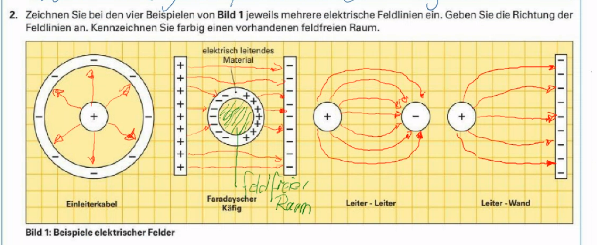 2. Zeichnen Sie bei den vier Beispielen von Bild 1 jeweils mehrere elektrische Feldlinien ein. Geben Sie die Richtung der
Feldlinien an. Kennzeichnen Sie farbig einen vorhandenen feldfreien Raum.
elektrisch leitendes
Material
feldfreier
Raum
Einleiterkabel
Faradayscher
Käfig
Leiter - Leiter
Leiter - Wand
Bild 1: Beispiele elektrischer Felder